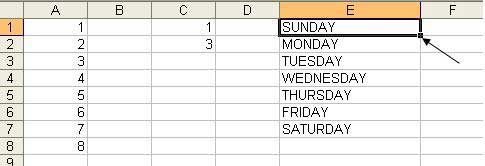 A B C D E F
1 1 1 SUNDAY
2 2 3 MONDAY
3 3 TUESDAY
4 4 WEDNESDAY
5 5 THURSDAY
6 6 FRIDAY
7 7 SATURDAY
8 8
9